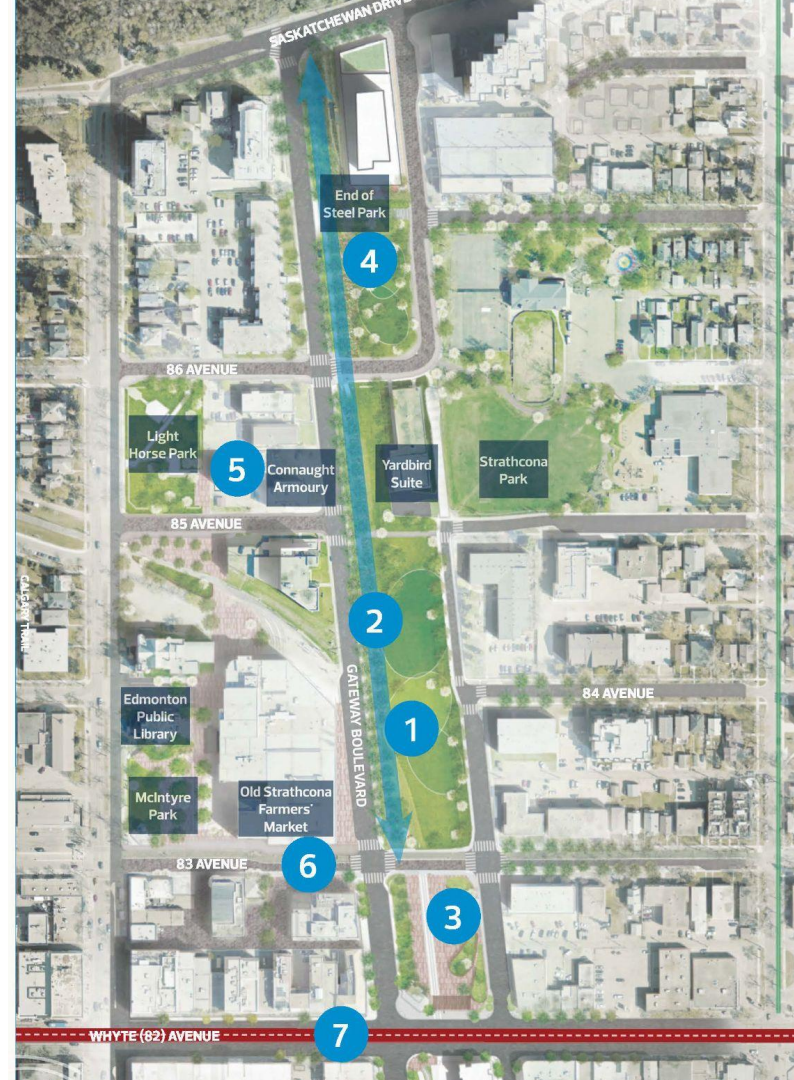 SASKATCHEWAN DRIVE
End of
Steel Park
4
86 AVENUE
Light
Horse Park
5
Connaught
Armoury
Yardbird
Suite
Strathcona
Park
85 AVENUE
CALGARY TRAIL
2
GATEWAY BOULEVARD
84 AVENUE
Edmonton
Public
Library
1
McIntyre
Park
Old Strathcona
Farmers'
Market
83 AVENUE
6
3
WHYTE (82) AVENUE
7